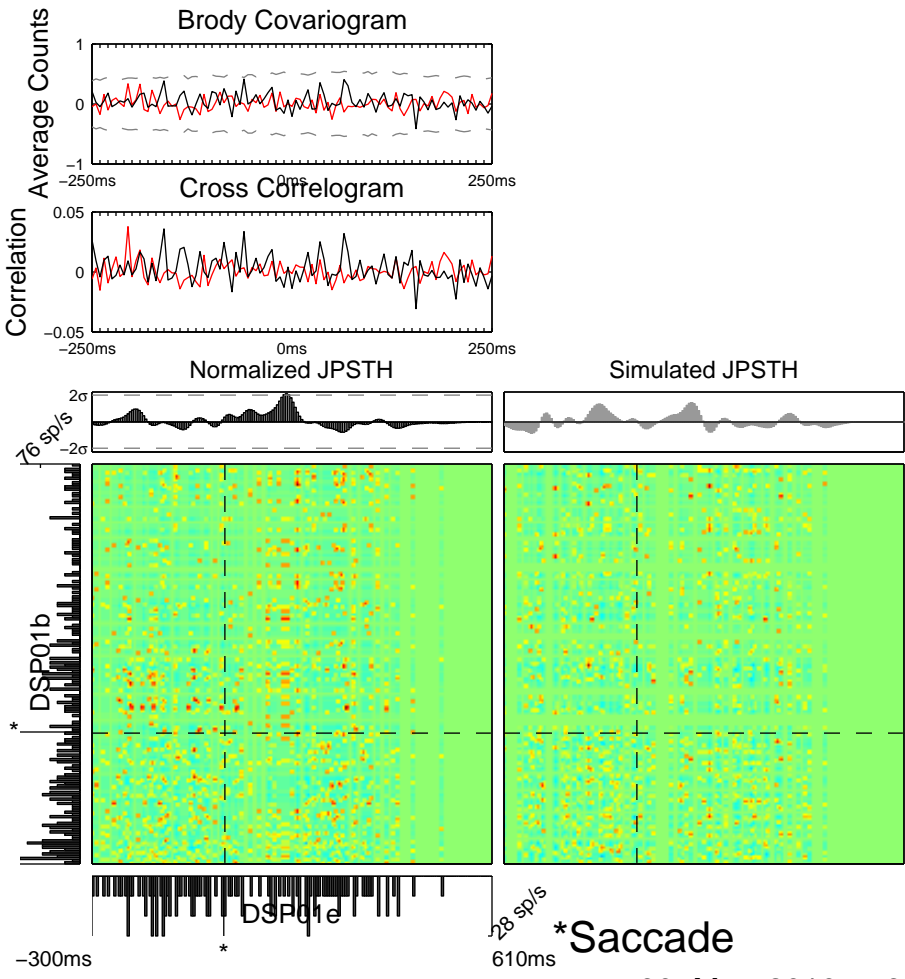 Brody Covariogram
Average Counts
1
0
−1
−250ms
0ms
250ms
Cross Correlogram
Correlation
0.05
0
−0.05
−250ms
0ms
250ms
Normalized JPSTH
Simulated JPSTH
2σ
−2σ
76 sp/s
DSP01b
*
DSP01e
28 sp/s
*
−300ms
610ms
*Saccade